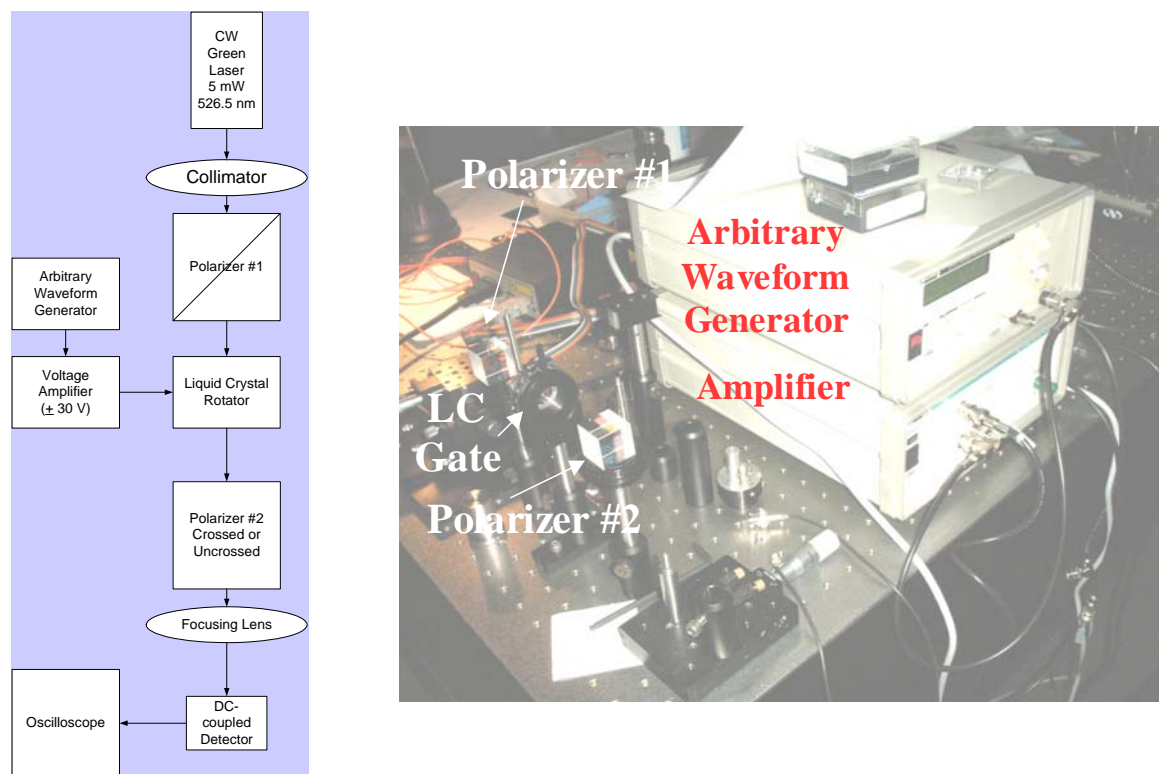 CW
Green
Laser
5 mW
526.5 nm
Collimator
Polarizer #1
Arbitrary
Waveform
Generator
Voltage
Amplifier
(± 30 V)
Liquid Crystal
Rotator
Polarizer #2
Crossed or
Uncrossed
Focusing Lens
DC-
coupled
Detector
Oscilloscope
Polarizer #1
Arbitrary
Waveform
Generator
Amplifier
LC
Gate
Polarizer #2